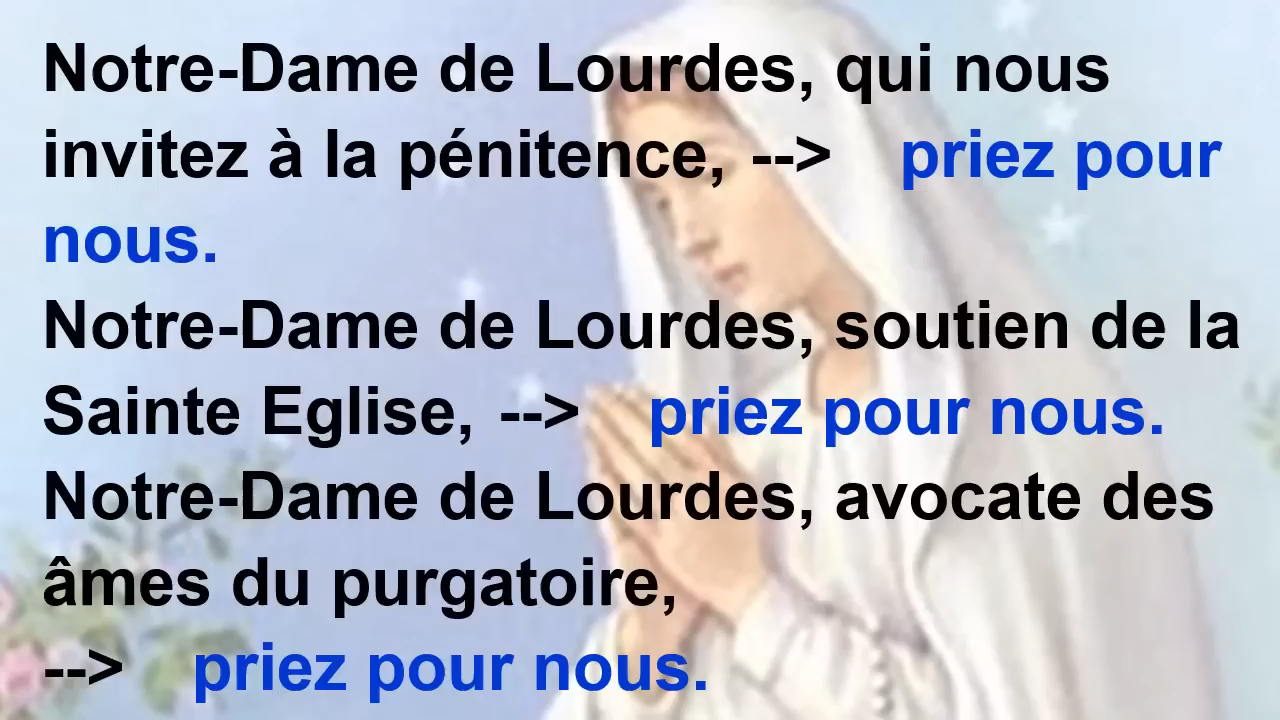 Notre-Dame de Lourdes, qui nous
invitez à la pénitence, --> priez pour
nous.
Notre-Dame de Lourdes, soutien de la
Sainte Eglise, --> priez pour nous.
Notre-Dame de Lourdes, avocate des
âmes du purgatoire,
--> priez pour nous.